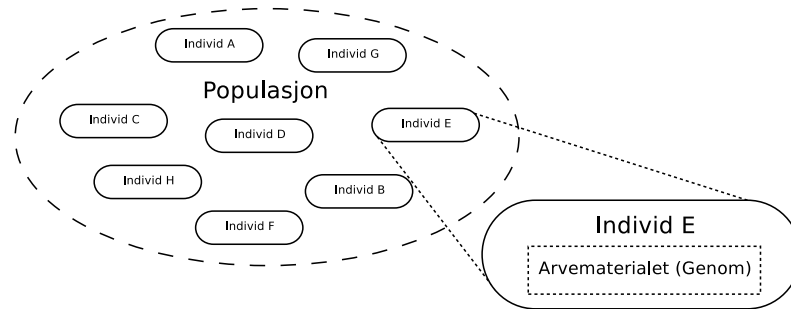 Individ A
Individ G
Populasjon
Individ C
Individ D
Individ E
Individ H
Individ B
Individ F
Individ E
Arvematerialet (Genom)